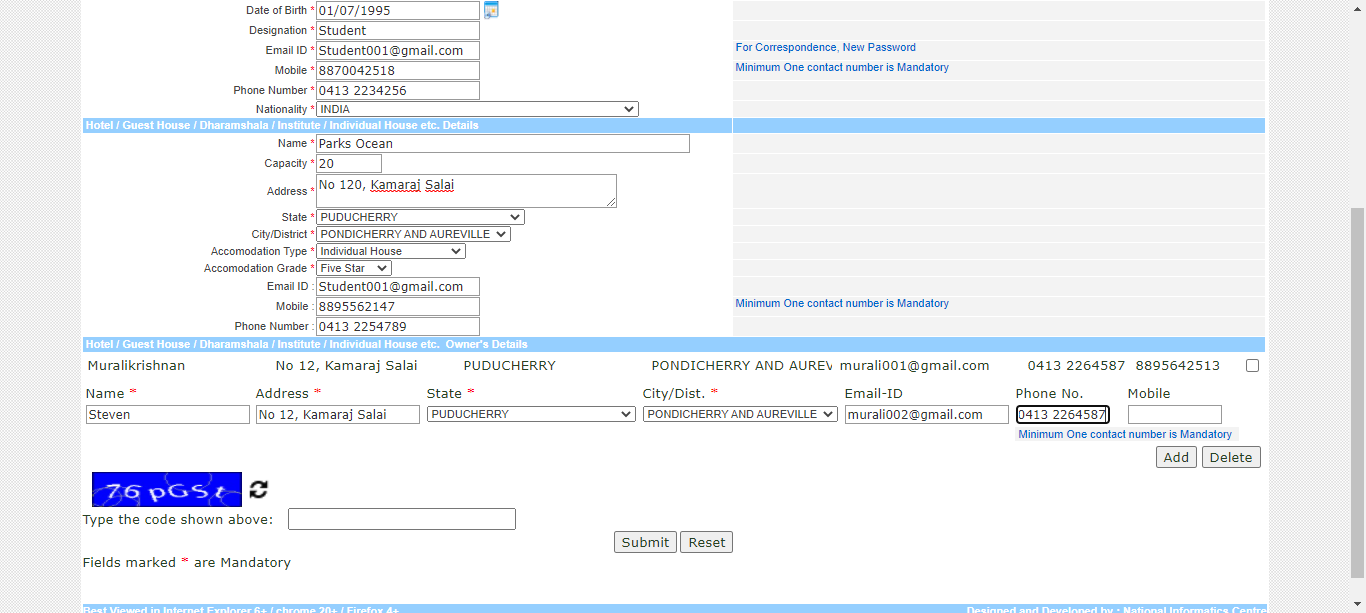 Date of Birth * 01/07/1995
Designation * Student
Email ID * Student001@gmail.com For Correspondence, New Password
Mobile * 8870042518 Minimum One contact number is Mandatory
Phone Number * 0413 2234256
Nationality * INDIA
Hotel / Guest House / Dharamshala / Institute / Individual House etc. Details
Name * Parks Ocean
Capacity * 20
Address * No 120, Kamaraj Salai
State * PUDUCHERRY
City/District * PONDICHERRY AND AUREVILLE
Accomodation Type * Individual House
Accomodation Grade * Five Star
Email ID : Student001@gmail.com
Mobile : 8895562147 Minimum One contact number is Mandatory
Phone Number : 0413 2254789
Hotel / Guest House / Dharamshala / Institute / Individual House etc. Owner's Details
Muralikrishnan No 12, Kamaraj Salai PUDUCHERRY PONDICHERRY AND AUREV murali001@gmail.com 0413 2264587 8895642513
Name * Address * State * City/Dist. * Email-ID Phone No. Mobile
Steven No 12, Kamaraj Salai PUDUCHERRY PONDICHERRY AND AUREVILLE murali002@gmail.com 0413 2264587
Minimum One contact number is Mandatory
Add Delete
76pGSt
Type the code shown above:
Submit Reset
Fields marked * are Mandatory
Best Viewed in Internet Explorer 6+ / chrome 20+ / Firefox 4+ Designed and Developed by : National Informatics Centre